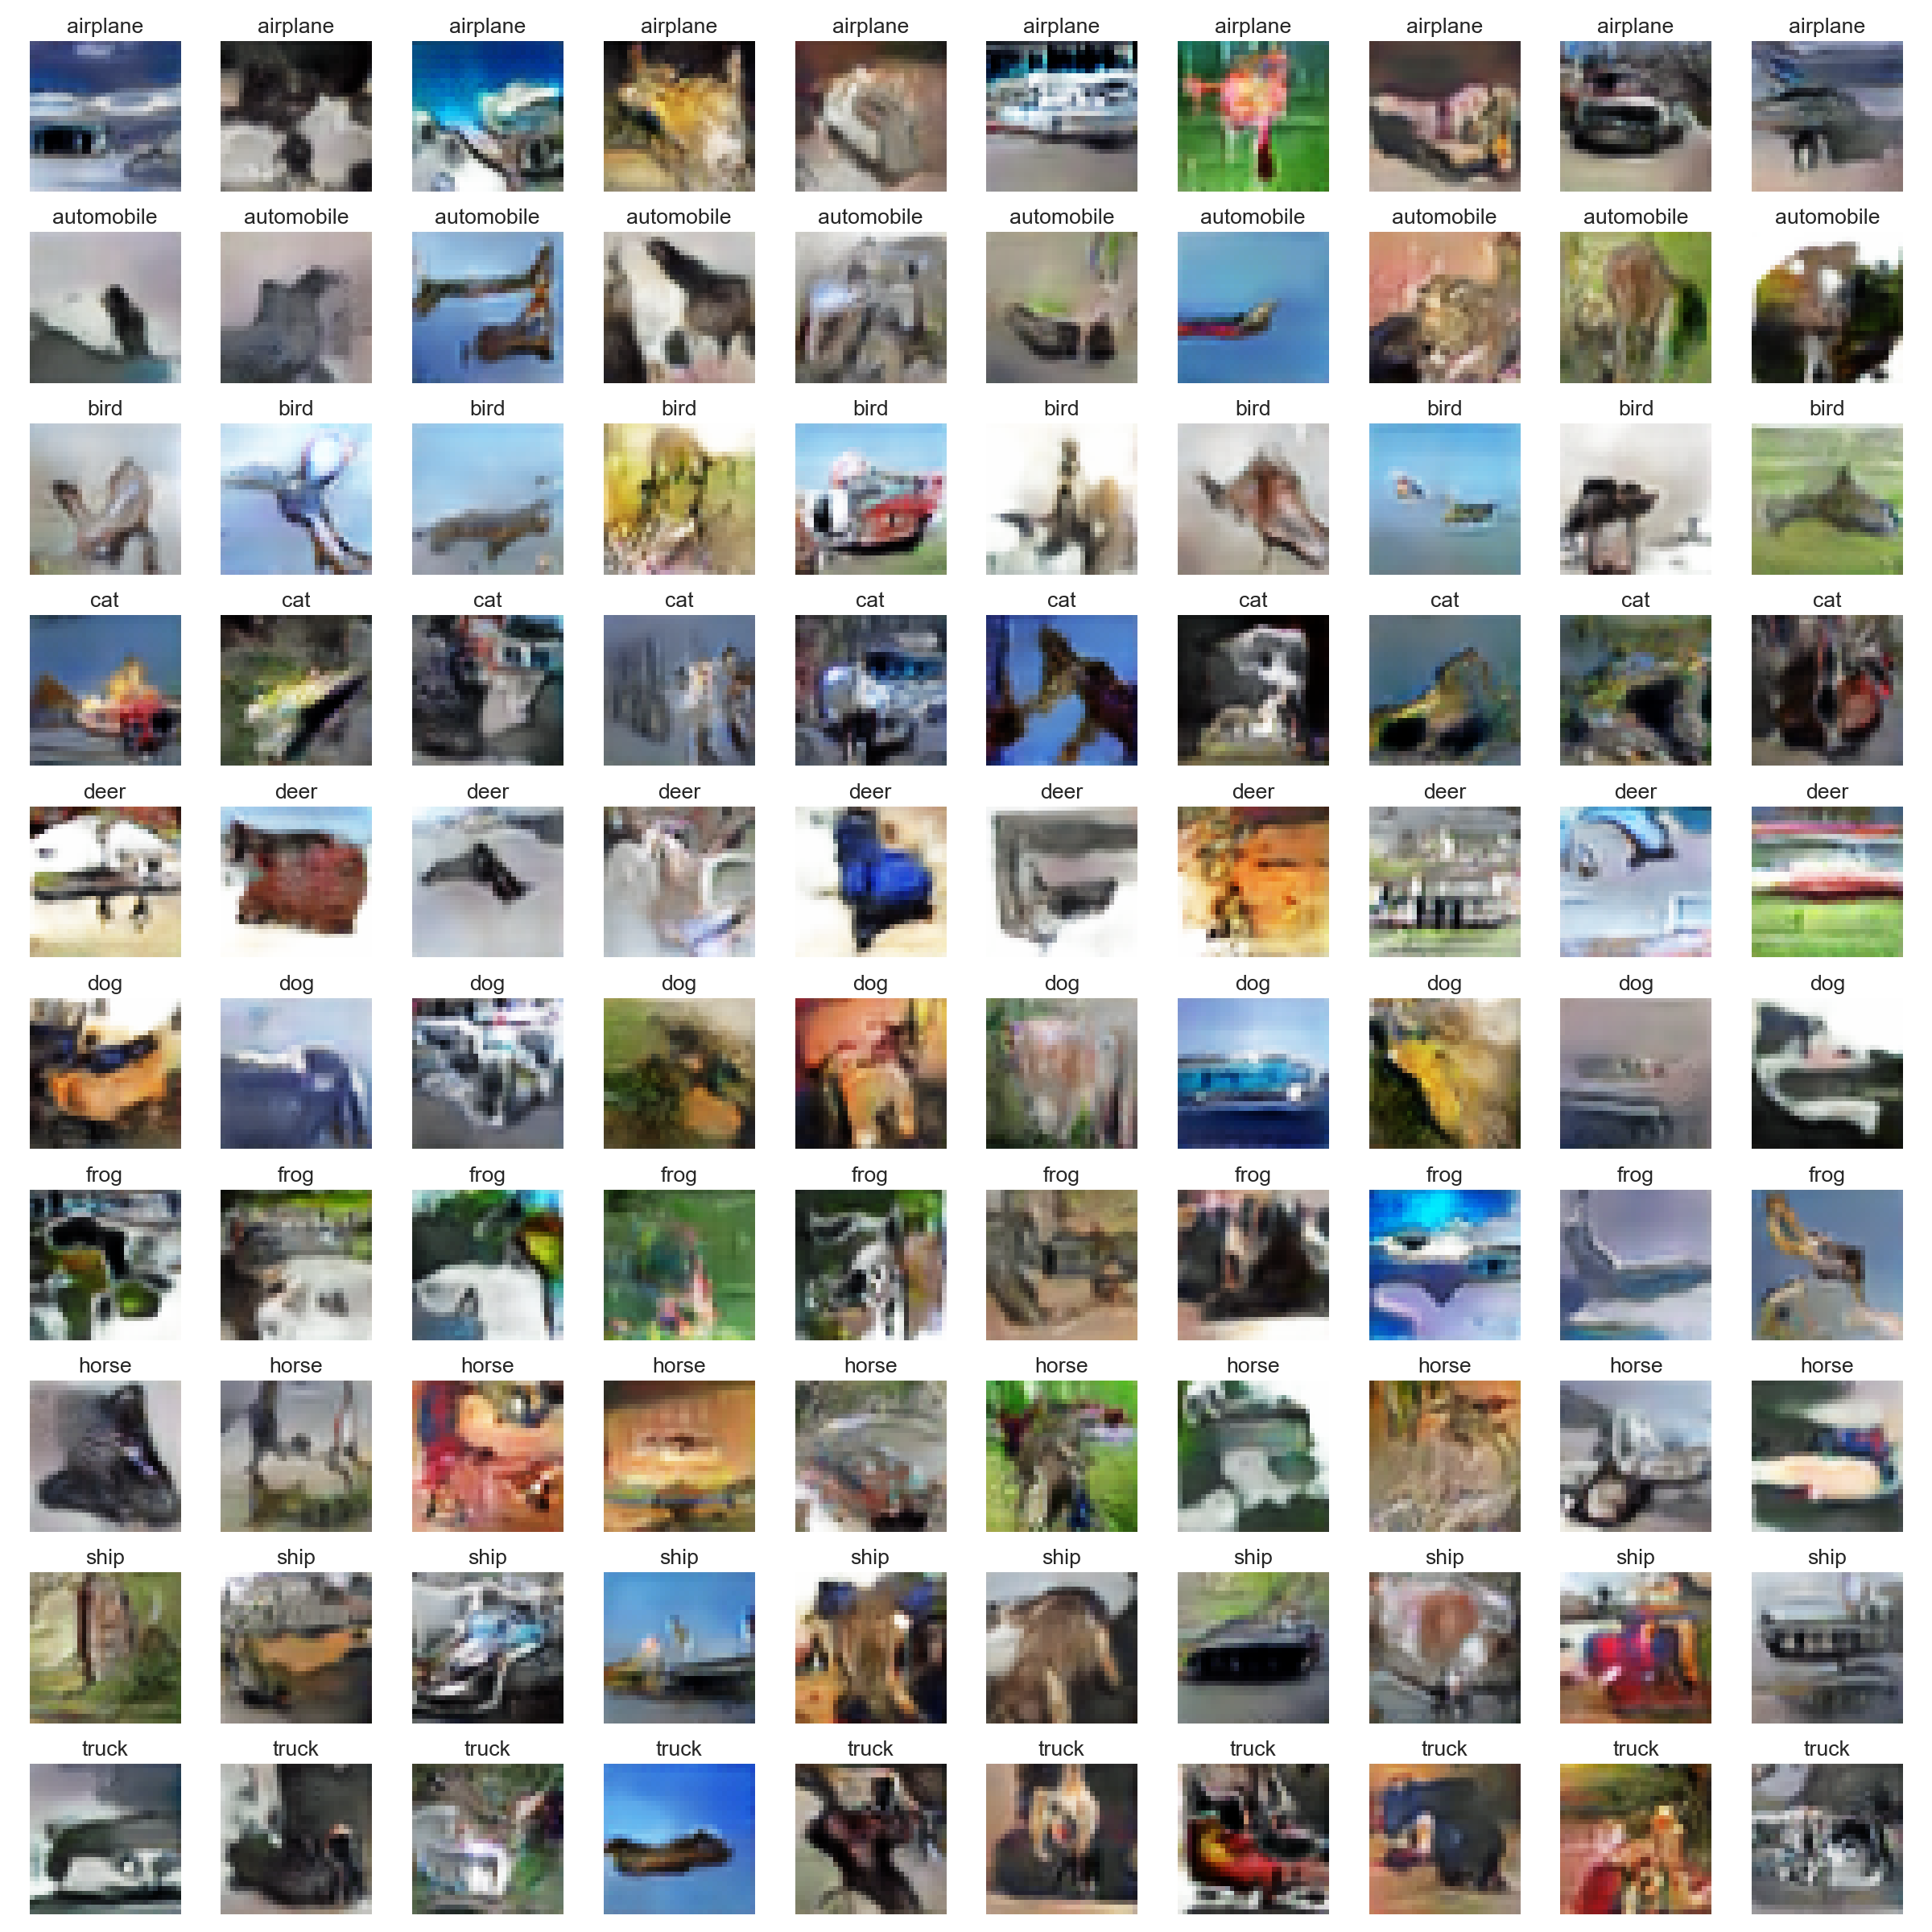 airplane airplane airplane airplane airplane airplane airplane airplane airplane airplane
automobile automobile automobile automobile automobile automobile automobile automobile automobile automobile
bird bird bird bird bird bird bird bird bird bird
cat cat cat cat cat cat cat cat cat cat
deer deer deer deer deer deer deer deer deer deer
dog dog dog dog dog dog dog dog dog dog
frog frog frog frog frog frog frog frog frog frog
horse horse horse horse horse horse horse horse horse horse
ship ship ship ship ship ship ship ship ship ship
truck truck truck truck truck truck truck truck truck truck